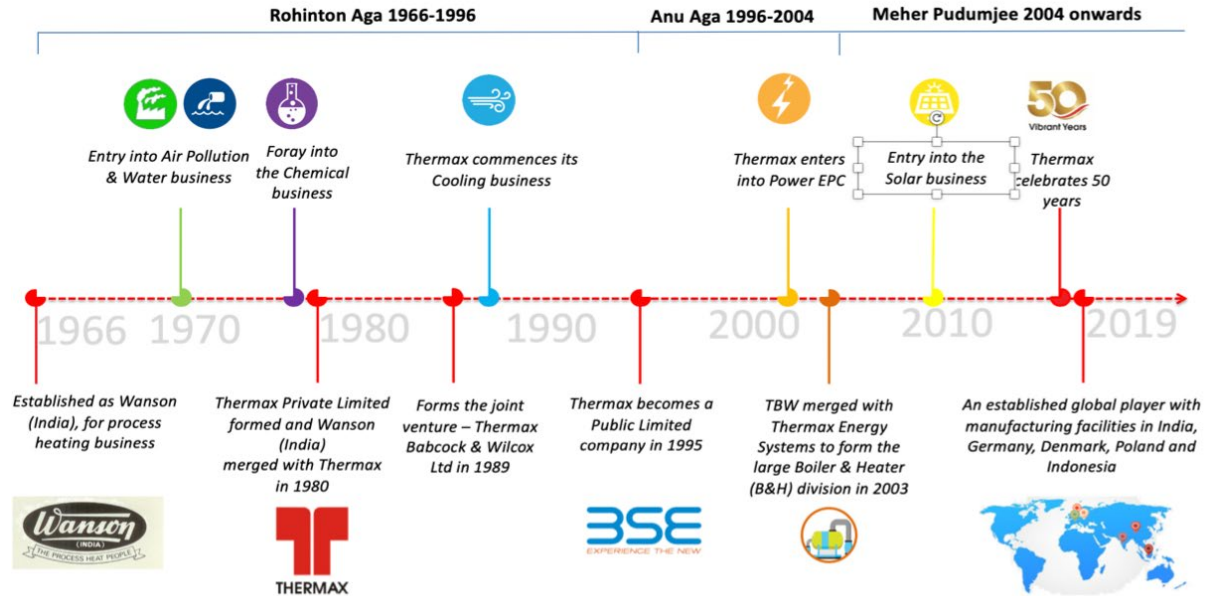 Rohinton Aga 1966-1996
Anu Aga 1996-2004
Meher Pudumjee 2004 onwards
50
Vibrant Years
Entry into Air Pollution
& Water business
Foray into
the Chemical
business
Thermax commences its
Cooling business
Thermax enters
into Power EPC
Entry into the
Solar business
Thermax
celebrates 50
years
1966
1970
1980
1990
2000
2010
2019
Established as Wanson
(India), for process
heating business
Thermax Private Limited
formed and Wanson
(India)
merged with Thermax
in 1980
Forms the joint
venture – Thermax
Babcock & Wilcox
Ltd in 1989
Thermax becomes a
Public Limited
company in 1995
TBW merged with
Thermax Energy
Systems to form the
large Boiler & Heater
(B&H) division in 2003
An established global player with
manufacturing facilities in India,
Germany, Denmark, Poland and
Indonesia
Wanson
(INDIA)
THE PROCESS HEAT PEOPLE
THERMAX
BSE
EXPERIENCE THE NEW